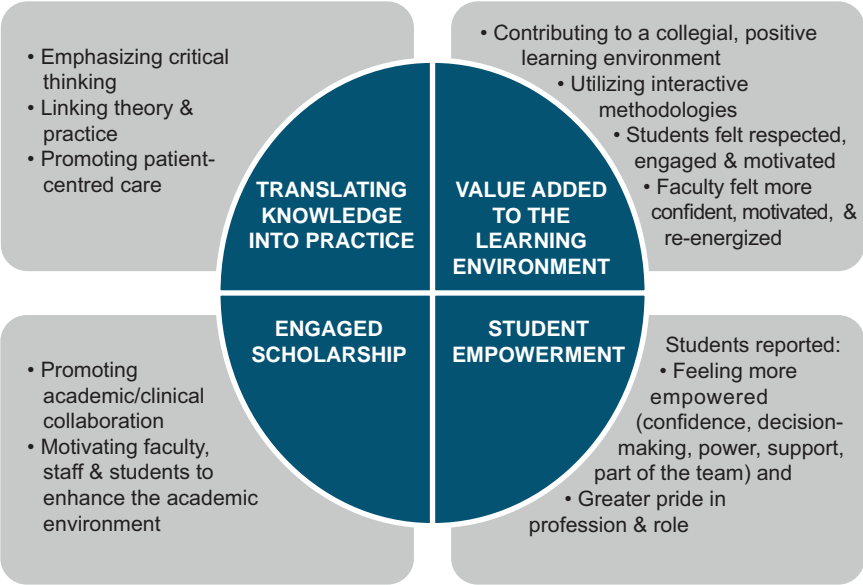 • Emphasizing critical
thinking
• Linking theory &
practice
• Promoting patient-
centred care
TRANSLATING
KNOWLEDGE
INTO PRACTICE
• Contributing to a collegial, positive
learning environment
• Utilizing interactive
methodologies
• Students felt respected,
engaged & motivated
• Faculty felt more
confident, motivated, &
re-energized
VALUE ADDED
TO THE
LEARNING
ENVIRONMENT
ENGAGED
SCHOLARSHIP
• Promoting
academic/clinical
collaboration
• Motivating faculty,
staff & students to
enhance the academic
environment
STUDENT
EMPOWERMENT
Students reported:
• Feeling more
empowered
(confidence, decision-
making, power, support,
part of the team) and
• Greater pride in
profession & role